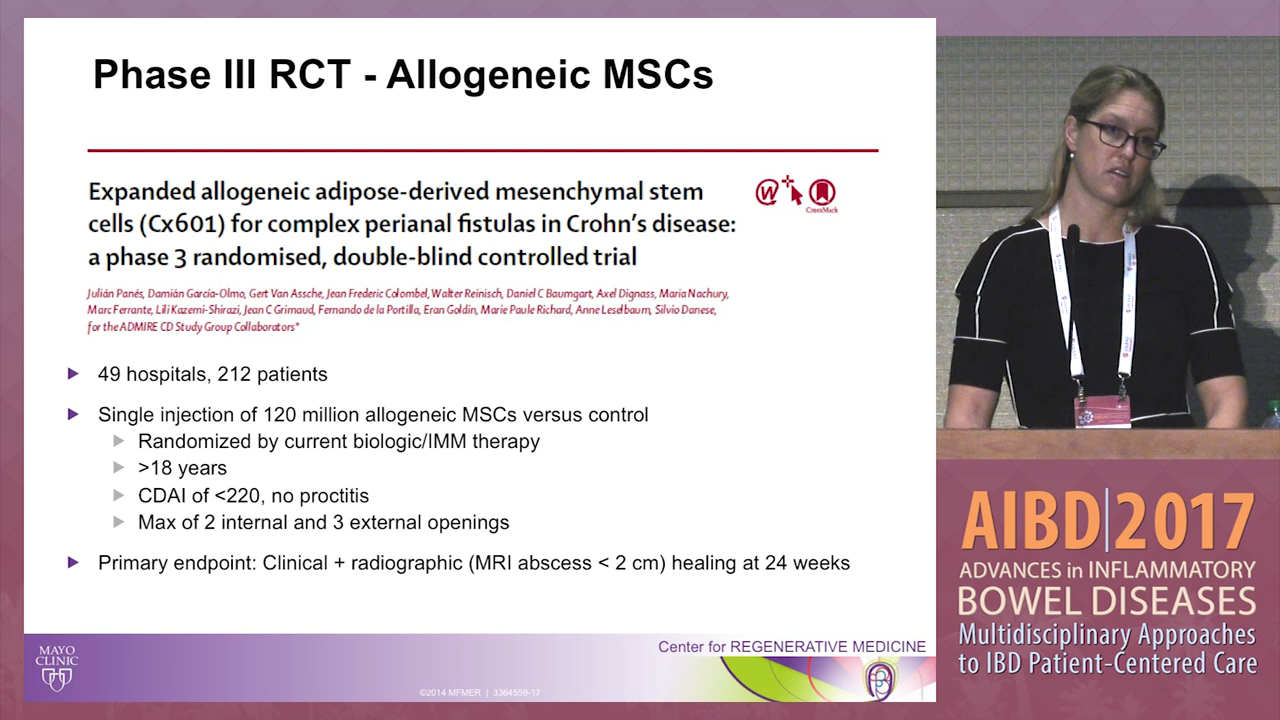 Phase III RCT - Allogeneic MSCs
Expanded allogeneic adipose-derived mesenchymal stem
cells (Cx601) for complex perianal fistulas in Crohn's disease:
a phase 3 randomised, double-blind controlled trial
CrossMark
Julián Panés, Damián García-Olmo, Gert Van Assche, Jean Frederic Colombel, Walter Reinisch, Daniel C Baumgart, Axel Dignass, Maria Nachury,
Marc Ferrante, Lili Kazemi-Shirazi, Jean C Grimaud, Fernando de la Portilla, Eran Goldin, Marie Paule Richard, Anne Leselbaum, Silvio Danese,
for the ADMIRE CD Study Group Collaborators*
49 hospitals, 212 patients
Single injection of 120 million allogeneic MSCs versus control
Randomized by current biologic/IMM therapy
>18 years
CDAI of <220, no proctitis
Max of 2 internal and 3 external openings
Primary endpoint: Clinical + radiographic (MRI abscess < 2 cm) healing at 24 weeks
MAYO
CLINIC
Center for REGENERATIVE MEDICINE
©2014 MFMER | 3364559-17
AIBD|2017
ADVANCES in INFLAMMATORY
BOWEL DISEASES
Multidisciplinary Approaches
to IBD Patient-Centered Care